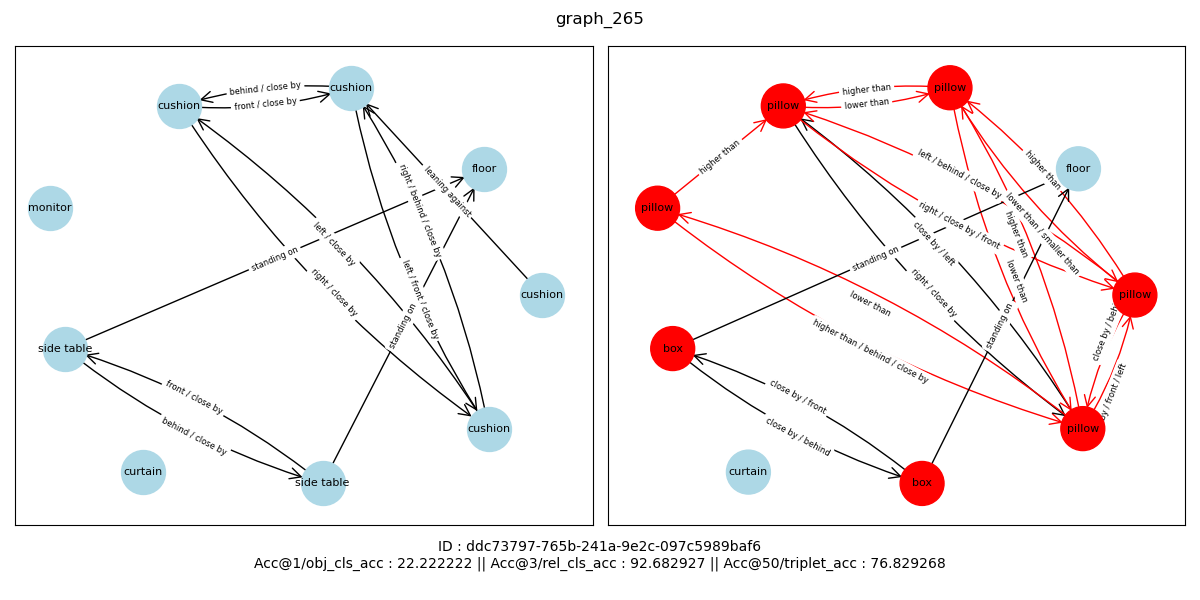 graph_265
cushion
cushion
floor
monitor
cushion
side table
cushion
curtain
side table
behind / close by
front / close by
leaning against
right / behind / close by
left / close by
standing on
right / close by
left / front / close by
standing on
front / close by
behind / close by
pillow
pillow
floor
pillow
pillow
box
pillow
curtain
box
higher than
lower than
higher than
higher than
left / behind / close by
lower than / smaller than
right / close by / front
higher than
close by / left
standing on
lower than
right / close by
lower than
higher than / behind / close by
standing on
close by / front
close by / behind
close by / beh
by / front / left
ID : ddc73797-765b-241a-9e2c-097c5989baf6
Acc@1/obj_cls_acc : 22.222222 || Acc@3/rel_cls_acc : 92.682927 || Acc@50/triplet_acc : 76.829268